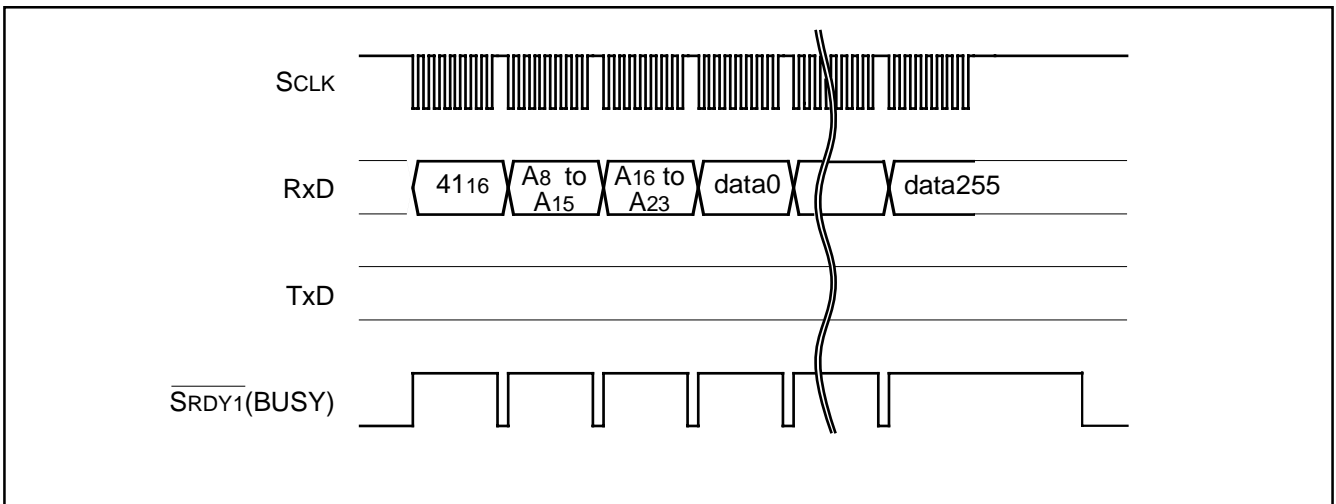 SCLK
RxD
4116
A8 to
A15
A16 to
A23
data0
data255
TxD
SRDY1(BUSY)